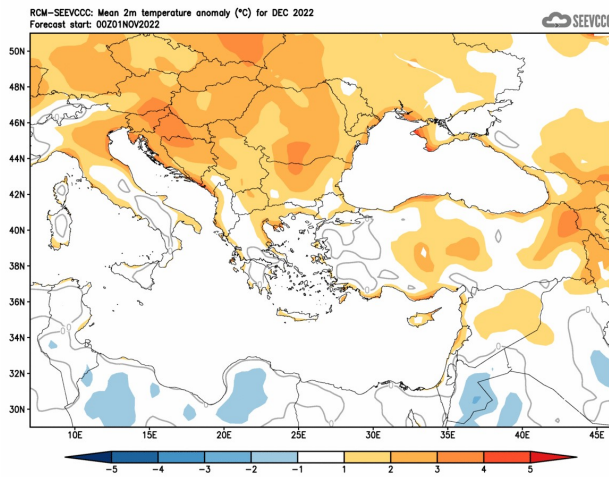 RCM-SEEVCCC: Mean 2m temperature anomaly (°C) for DEC 2022
Forecast start: 00Z01NOV2022
SEEVCCC
50N
48N
46N
44N
42N
40N
38N
36N
34N
32N
30N
10E 15E 20E 25E 30E 35E 40E 45E
-5 -4 -3 -2 -1 1 2 3 4 5